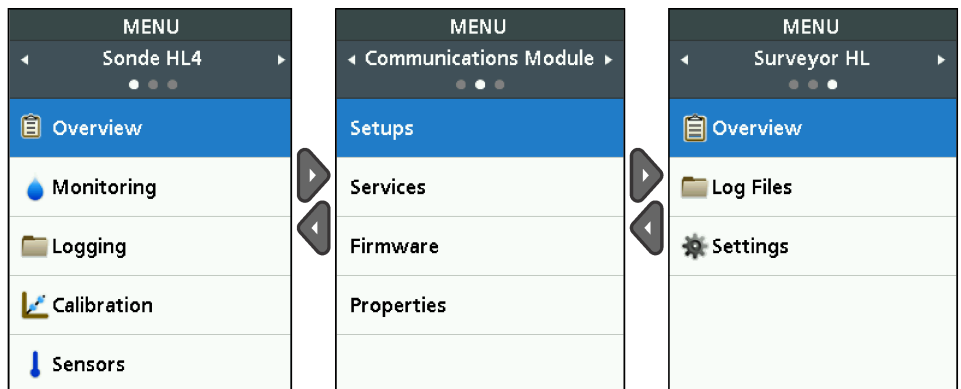 MENU
Sonde HL4
Overview
Monitoring
Logging
Calibration
Sensors
MENU
Communications Module
Setups
Services
Firmware
Properties
MENU
Surveyor HL
Overview
Log Files
Settings